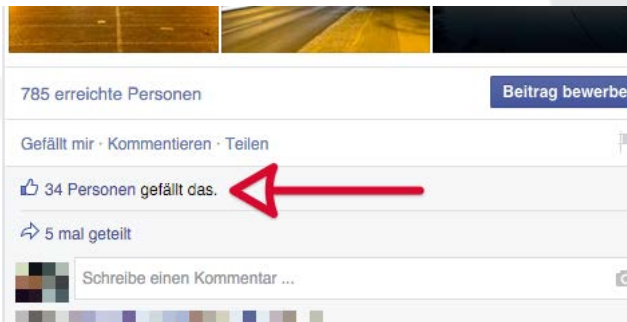 785 erreichte Personen
Beitrag bewerbe
Gefällt mir · Kommentieren · Teilen
34 Personen gefällt das.
5 mal geteilt
Schreibe einen Kommentar ...